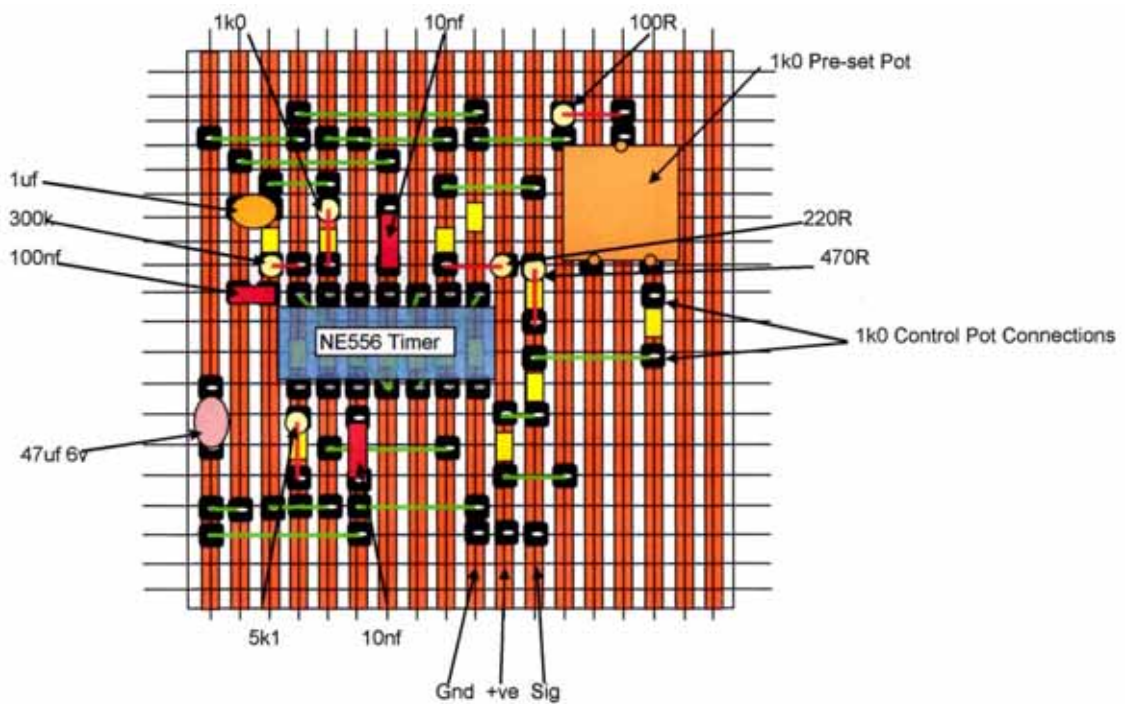 1k0
10nf
100R
1k0 Pre-set Pot
1uf
300k
100nf
220R
470R
NE556 Timer
1k0 Control Pot Connections
47uf 6v
5k1
10nf
Gnd +ve Sig